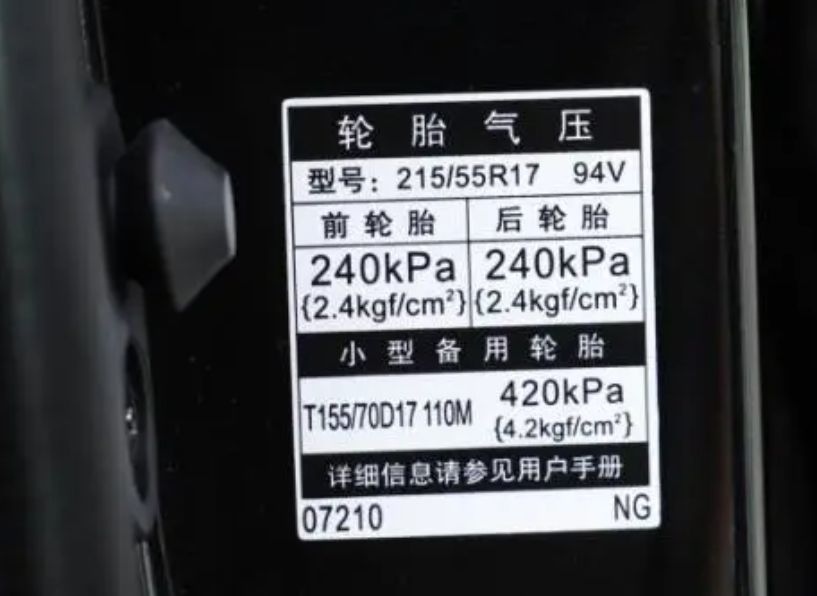 轮胎气压
型号：215/55R17 94V
前轮胎 后轮胎
240kPa 240kPa
{2.4kgf/cm²} {2.4kgf/cm²}
小型备用轮胎
T155/70D17 110M 420kPa
{4.2kgf/cm²}
详细信息请参见用户手册
07210 NG